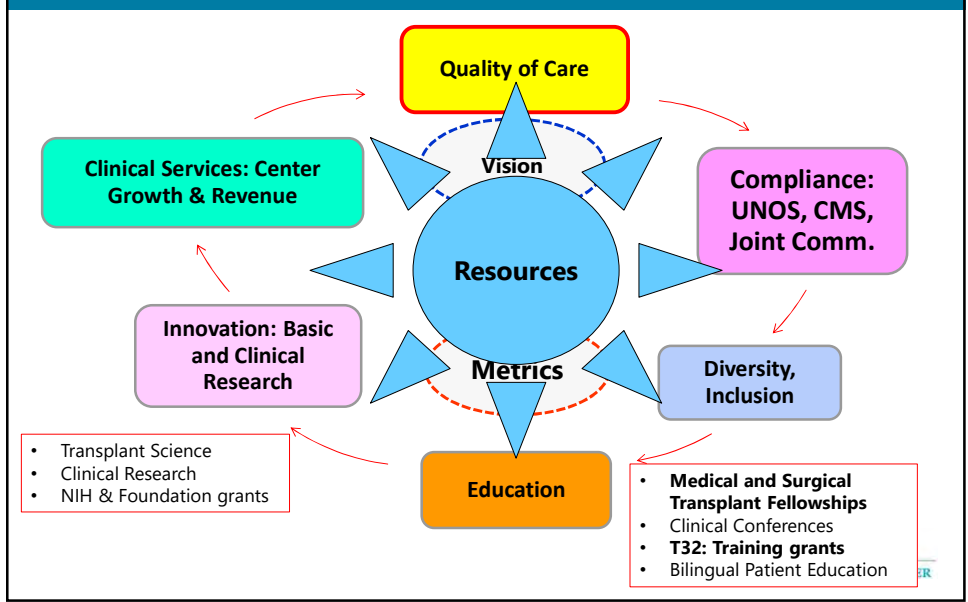 Quality of Care
Clinical Services: Center
Growth & Revenue
Vision
Compliance:
UNOS, CMS,
Joint Comm.
Resources
Innovation: Basic
and Clinical
Research
Metrics
Diversity,
Inclusion
• Transplant Science
• Clinical Research
• NIH & Foundation grants
Education
• Medical and Surgical
Transplant Fellowships
• Clinical Conferences
• T32: Training grants
• Bilingual Patient Education
ER